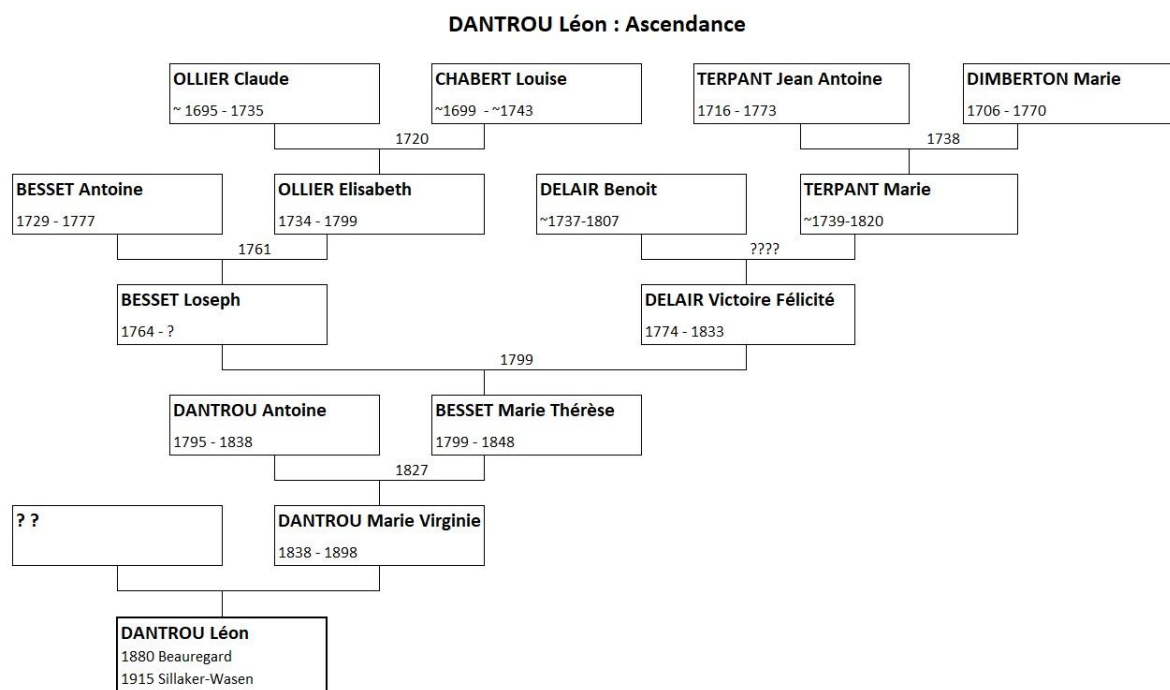 DANTROU Léon : Ascendance
OLLIER Claude
~ 1695 - 1735
CHABERT Louise
~1699 - ~1743
TERPANT Jean Antoine
1716 - 1773
DIMBERTON Marie
1706 - 1770
1720
1738
BESSET Antoine
1729 - 1777
OLLIER Elisabeth
1734 - 1799
DELAIR Benoit
~1737-1807
TERPANT Marie
~1739-1820
1761
????
BESSET Loseph
1764 - ?
DELAIR Victoire Félicité
1774 - 1833
1799
DANTROU Antoine
1795 - 1838
BESSET Marie Thérèse
1799 - 1848
1827
? ?
DANTROU Marie Virginie
1838 - 1898
DANTROU Léon
1880 Beauregard
1915 Sillaker-Wasen